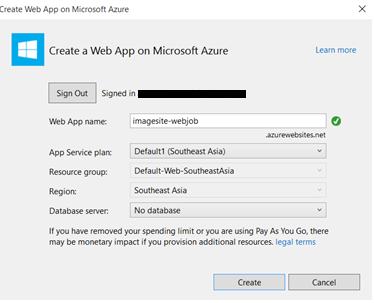 Create Web App on Microsoft Azure
Create a Web App on Microsoft Azure
Learn more
Sign Out Signed in
Web App name: imagesite-webjob
.azurewebsites.net
App Service plan: Default1 (Southeast Asia)
Resource group: Default-Web-SoutheastAsia
Region: Southeast Asia
Database server: No database
If you have removed your spending limit or you are using Pay As You Go, there
may be monetary impact if you provision additional resources. legal terms
Create Cancel